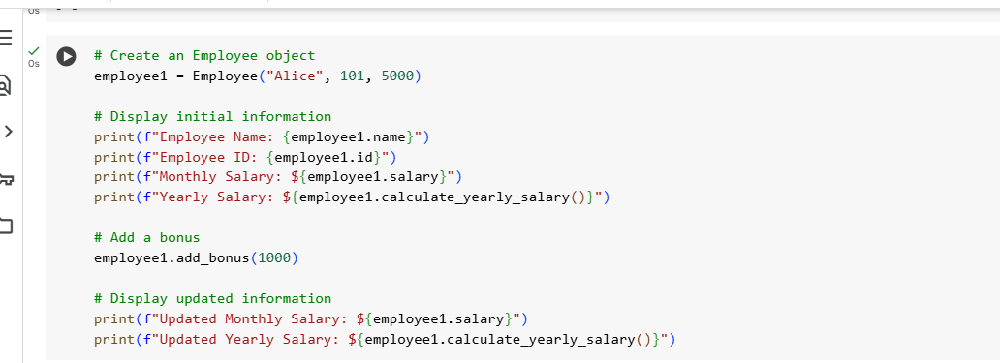 0s
0s
# Create an Employee object
employee1 = Employee("Alice", 101, 5000)
# Display initial information
print(f"Employee Name: {employee1.name}")
print(f"Employee ID: {employee1.id}")
print(f"Monthly Salary: ${employee1.salary}")
print(f"Yearly Salary: ${employee1.calculate_yearly_salary()}")
# Add a bonus
employee1.add_bonus(1000)
# Display updated information
print(f"Updated Monthly Salary: ${employee1.salary}")
print(f"Updated Yearly Salary: ${employee1.calculate_yearly_salary()}")